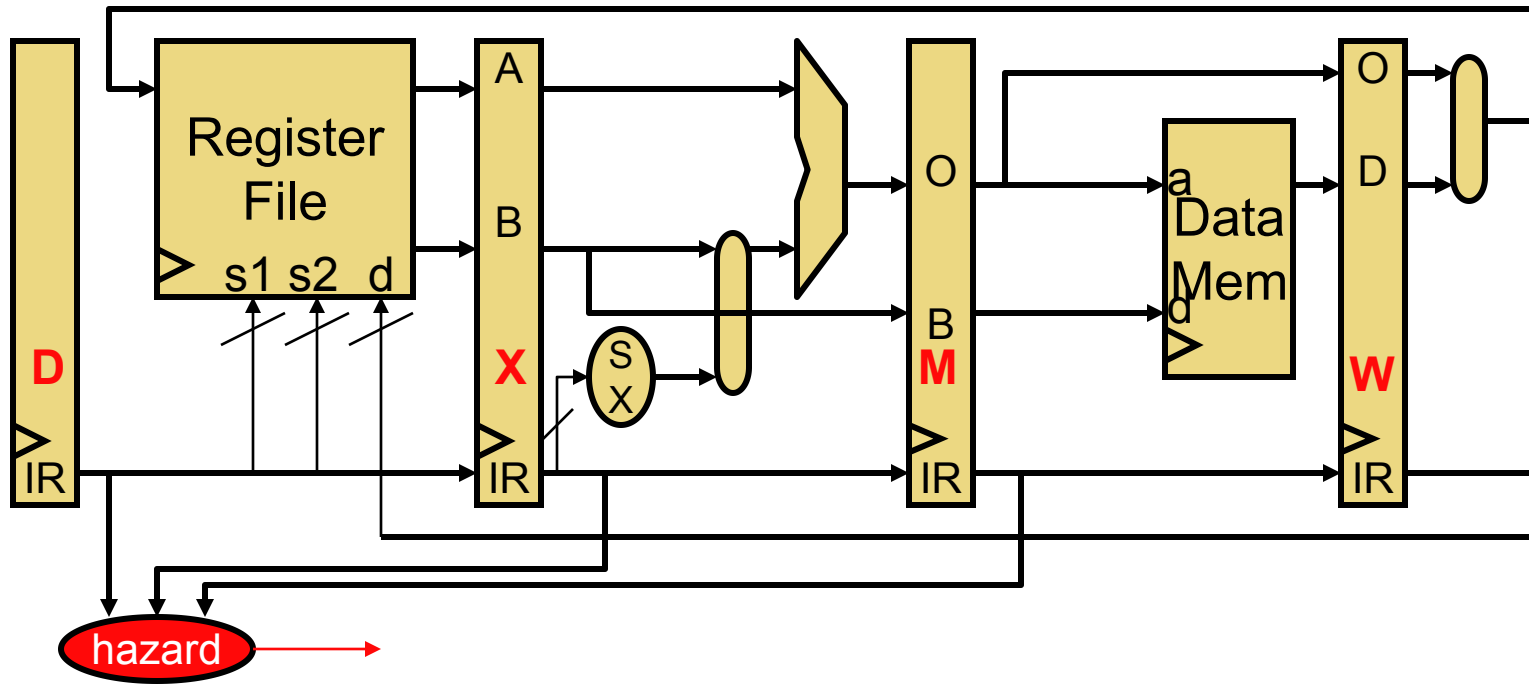 D
IR
Register
File
s1 s2 d
A
B
X
IR
S
X
O
B
M
IR
a
Data
Mem
d
O
D
W
IR
hazard